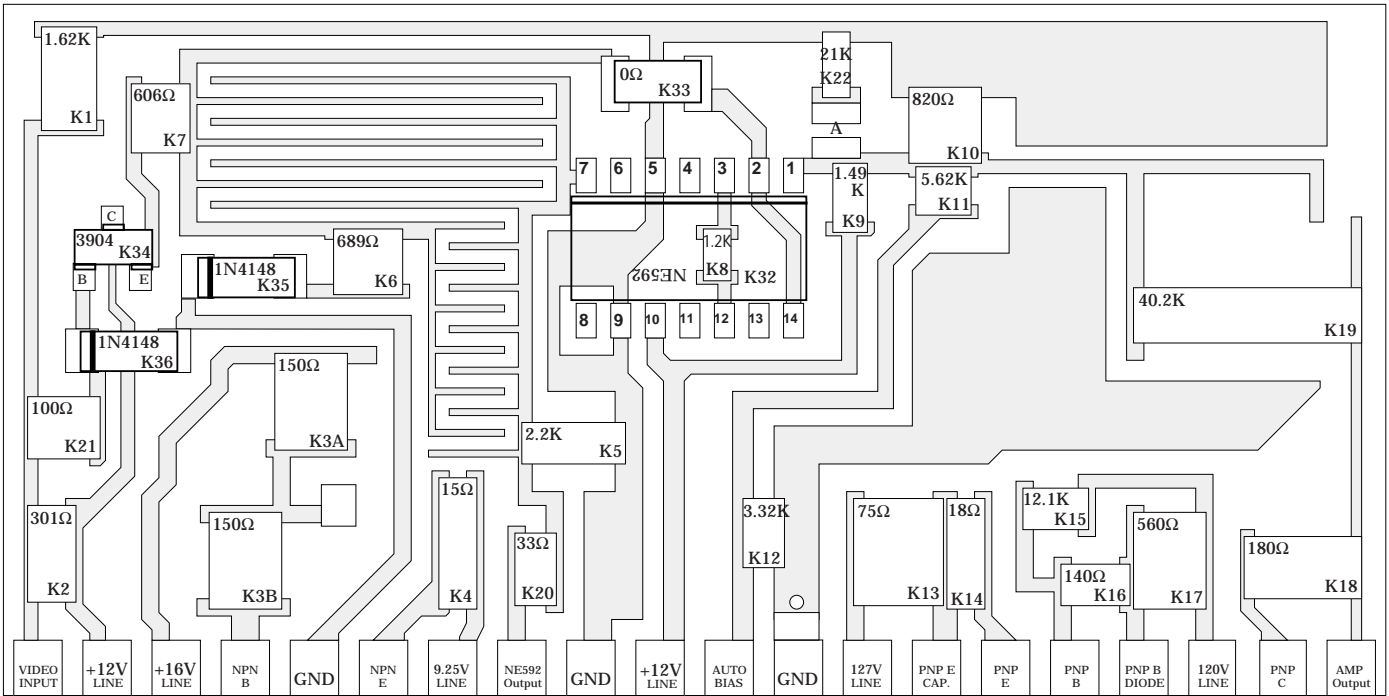 1.62K
K1
606Ω
K7
0Ω
K33
21K
K22
A
820Ω
K10
7
6
5
4
3
2
1
1.49
K
K9
5.62K
K11
C
3904
K34
B
E
1N4148
K35
689Ω
K6
1.2K
K8
NE592
K32
40.2K
K19
8
9
10
11
12
13
14
1N4148
K36
150Ω
K3A
100Ω
K21
2.2K
K5
301Ω
K2
150Ω
K3B
15Ω
K4
33Ω
K20
3.32K
K12
75Ω
K13
18Ω
K14
12.1K
K15
140Ω
K16
560Ω
K17
180Ω
K18
VIDEO
INPUT
+12V
LINE
+16V
LINE
NPN
B
GND
NPN
E
9.25V
LINE
NE592
Output
GND
+12V
LINE
AUTO
BIAS
GND
127V
LINE
PNP E
CAP.
PNP
E
PNP
B
PNP B
DIODE
120V
LINE
PNP
C
AMP
Output